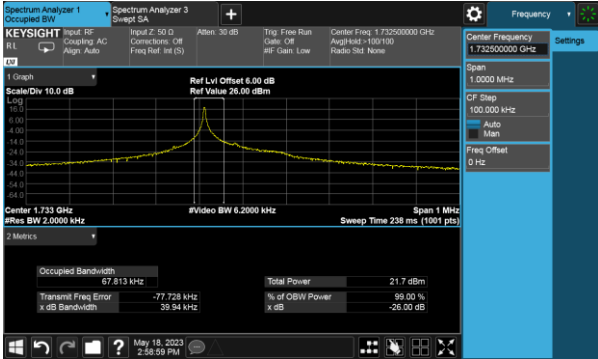 Spectrum Analyzer 1
Occupied BW
Spectrum Analyzer 3
Swept SA
Frequency
KEYSIGHT
RL
Input: RF
Coupling: AC
Align: Auto
Input Z: 50 Ω
Corrections: Off
Freq Ref: Int (S)
Atten: 30 dB
Trig: Free Run
Gate: Off
#IF Gain: Low
Center Freq: 1.732500000 GHz
Avg|Hold:>100/100
Radio Std: None
Center Frequency
1.732500000 GHz
Settings
Span
1.0000 MHz
CF Step
100.000 kHz
Auto
Man
Freq Offset
0 Hz
1 Graph
Scale/Div 10.0 dB
Ref Lvl Offset 6.00 dB
Ref Value 26.00 dBm
Log
16.0
6.00
-4.00
-14.0
-24.0
-34.0
-44.0
-54.0
-64.0
Center 1.733 GHz
#Res BW 2.0000 kHz
#Video BW 6.2000 kHz
Span 1 MHz
Sweep Time 238 ms (1001 pts)
2 Metrics
Occupied Bandwidth
67.813 kHz
Total Power
21.7 dBm
Transmit Freq Error
-77.728 kHz
% of OBW Power
99.00 %
x dB Bandwidth
39.94 kHz
x dB
-26.00 dB
May 18, 2023
2:58:59 PM